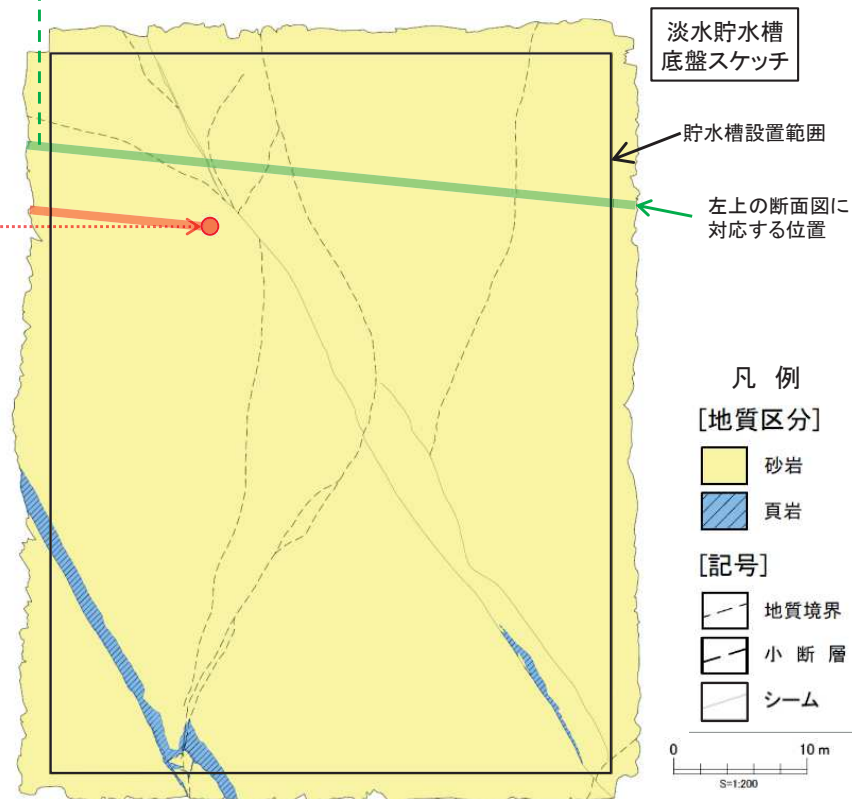 淡水貯水槽
底盤スケッチ
貯水槽設置範囲
左上の断面図に
対応する位置
凡 例
[地質区分]
砂岩
頁岩
[記号]
地質境界
小 断 層
シーム
0 10 m
S=1:200